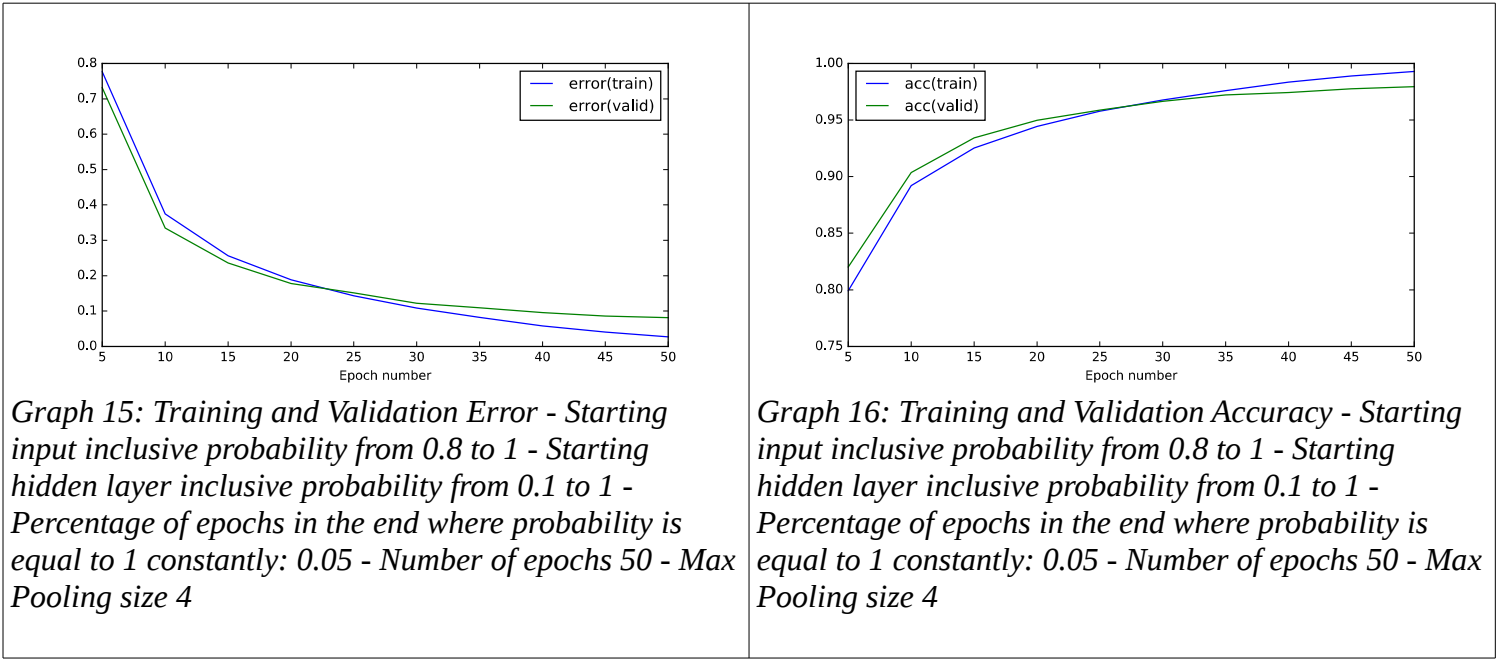 0.8
0.7
0.6
0.5
0.4
0.3
0.2
0.1
0.0
error(train)
error(valid)
5 10 15 20 25 30 35 40 45 50
Epoch number
Graph 15: Training and Validation Error - Starting
input inclusive probability from 0.8 to 1 - Starting
hidden layer inclusive probability from 0.1 to 1 -
Percentage of epochs in the end where probability is
equal to 1 constantly: 0.05 - Number of epochs 50 - Max
Pooling size 4
1.00
0.95
0.90
0.85
0.80
0.75
acc(train)
acc(valid)
5 10 15 20 25 30 35 40 45 50
Epoch number
Graph 16: Training and Validation Accuracy - Starting
input inclusive probability from 0.8 to 1 - Starting
hidden layer inclusive probability from 0.1 to 1 -
Percentage of epochs in the end where probability is
equal to 1 constantly: 0.05 - Number of epochs 50 - Max
Pooling size 4